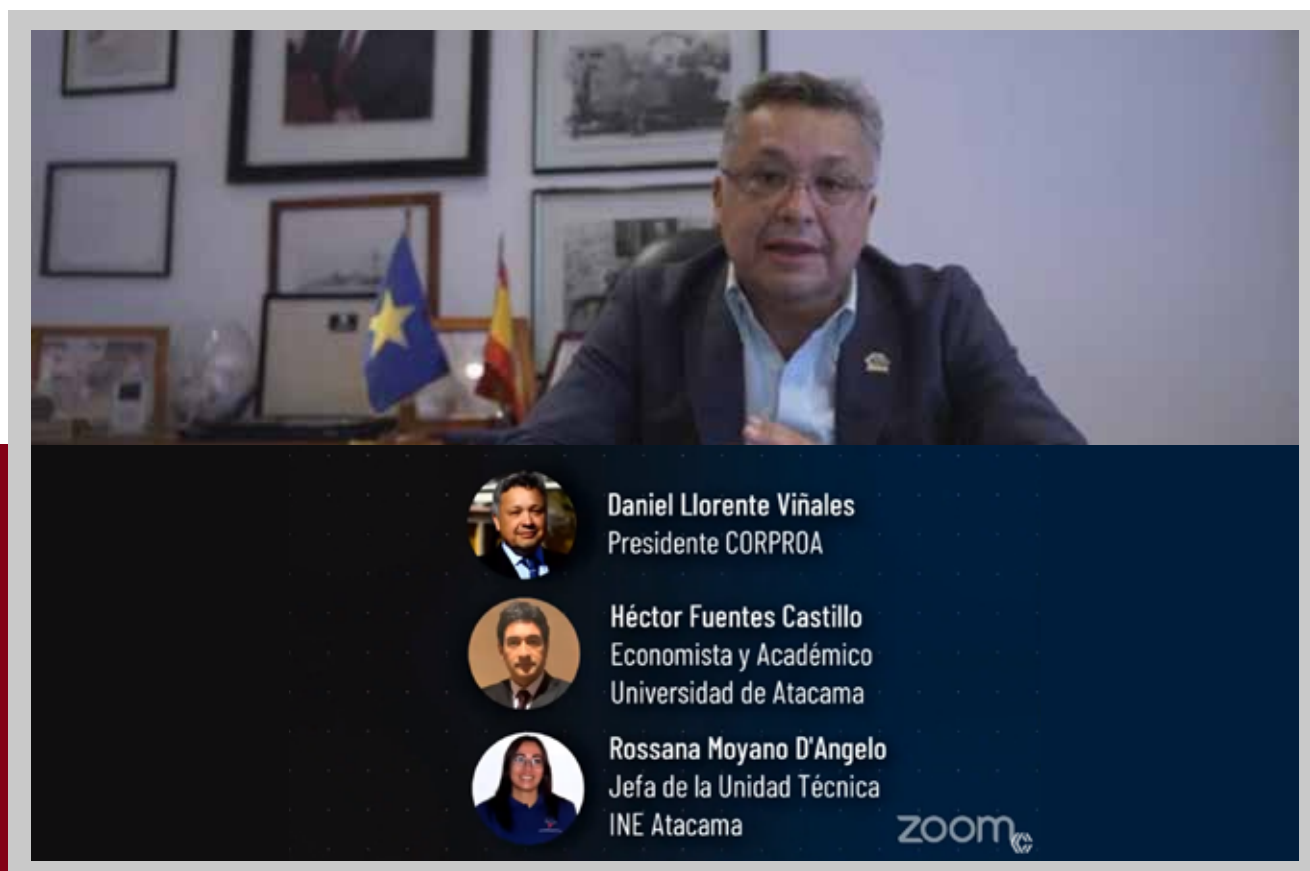 Daniel Llorente Viñales
Presidente CORPROA
Héctor Fuentes Castillo
Economista y Académico
Universidad de Atacama
Rossana Moyano D'Angelo
Jefa de la Unidad Técnica
INE Atacama
zoom